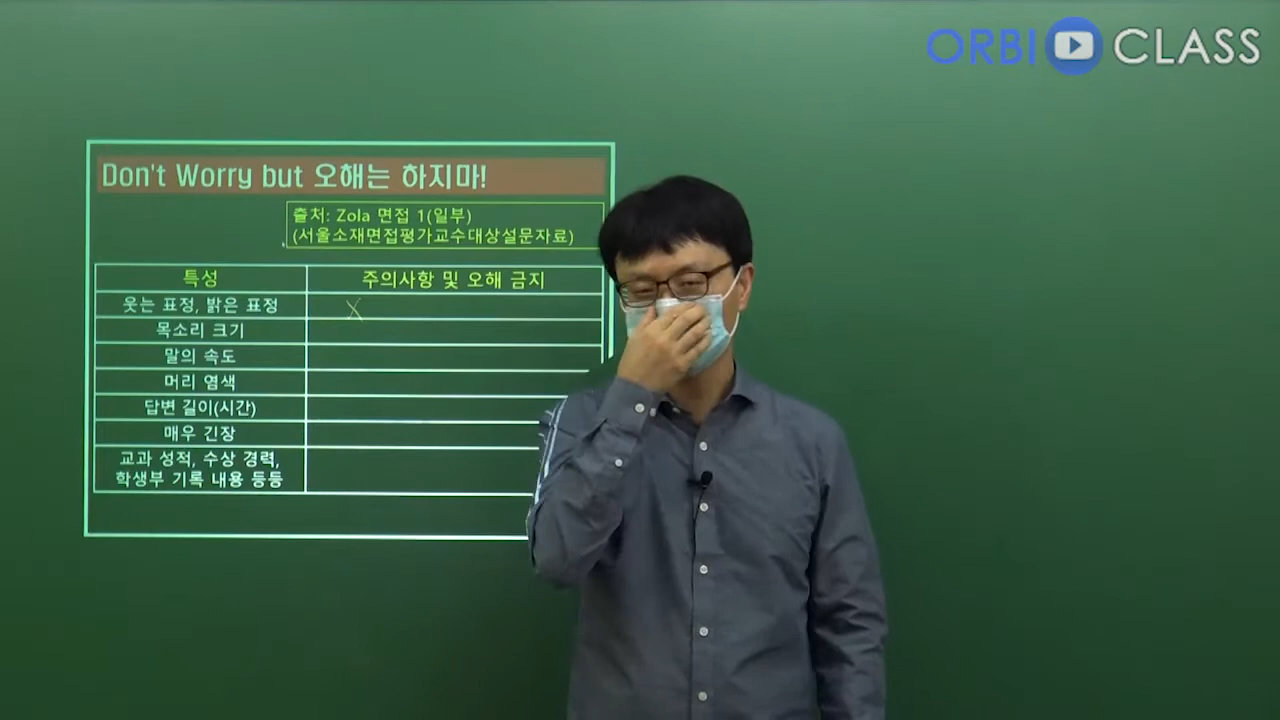 ORBI CLASS
Don't Worry but 오해는 하지마!
출처: Zola 면접 1(일부)
(서울소재면접평가교수대상설문자료)
특성
주의사항 및 오해 금지
웃는 표정, 밝은 표정
X
목소리 크기
말의 속도
머리 염색
답변 길이(시간)
매우 긴장
교과 성적, 수상 경력,
학생부 기록 내용 등등